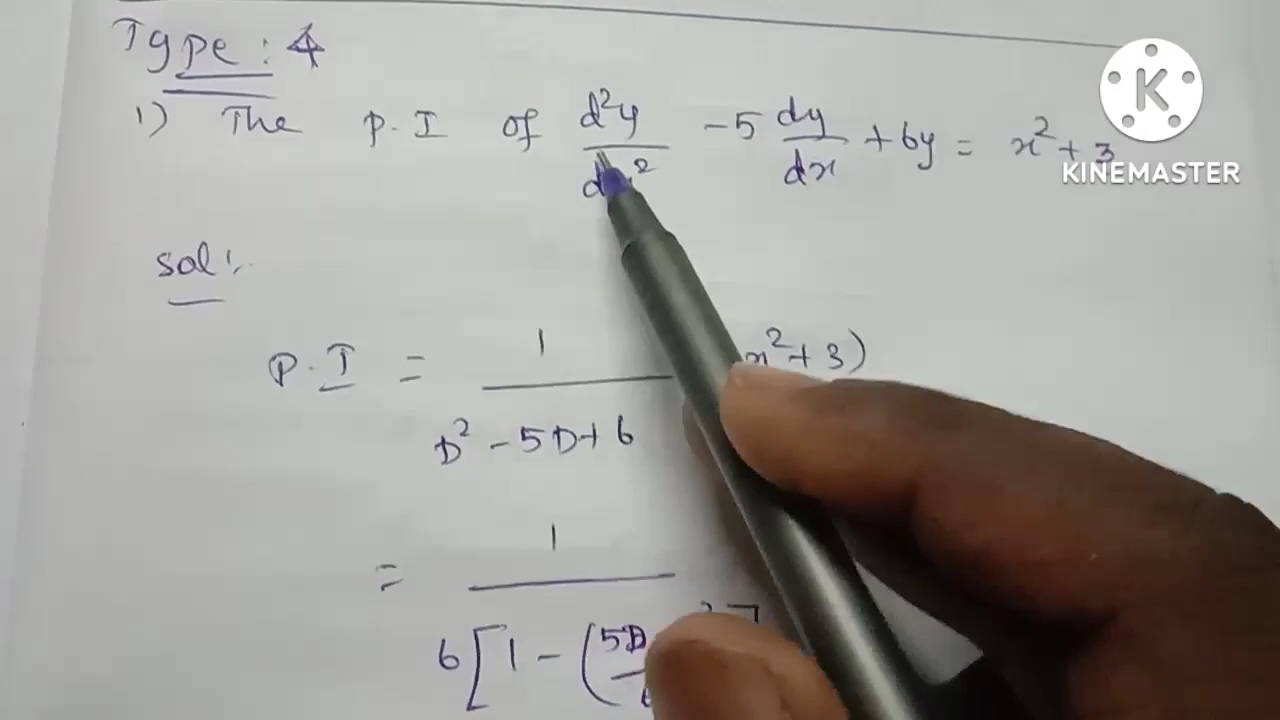 Type: 4
1) The P.I of d²y/dx² -5 dy/dx + 6y = x² + 3
KINEMASTER
Sol:
P.I = 1/(D² - 5D + 6) x² + 3)
= 1
6[1 - (5D